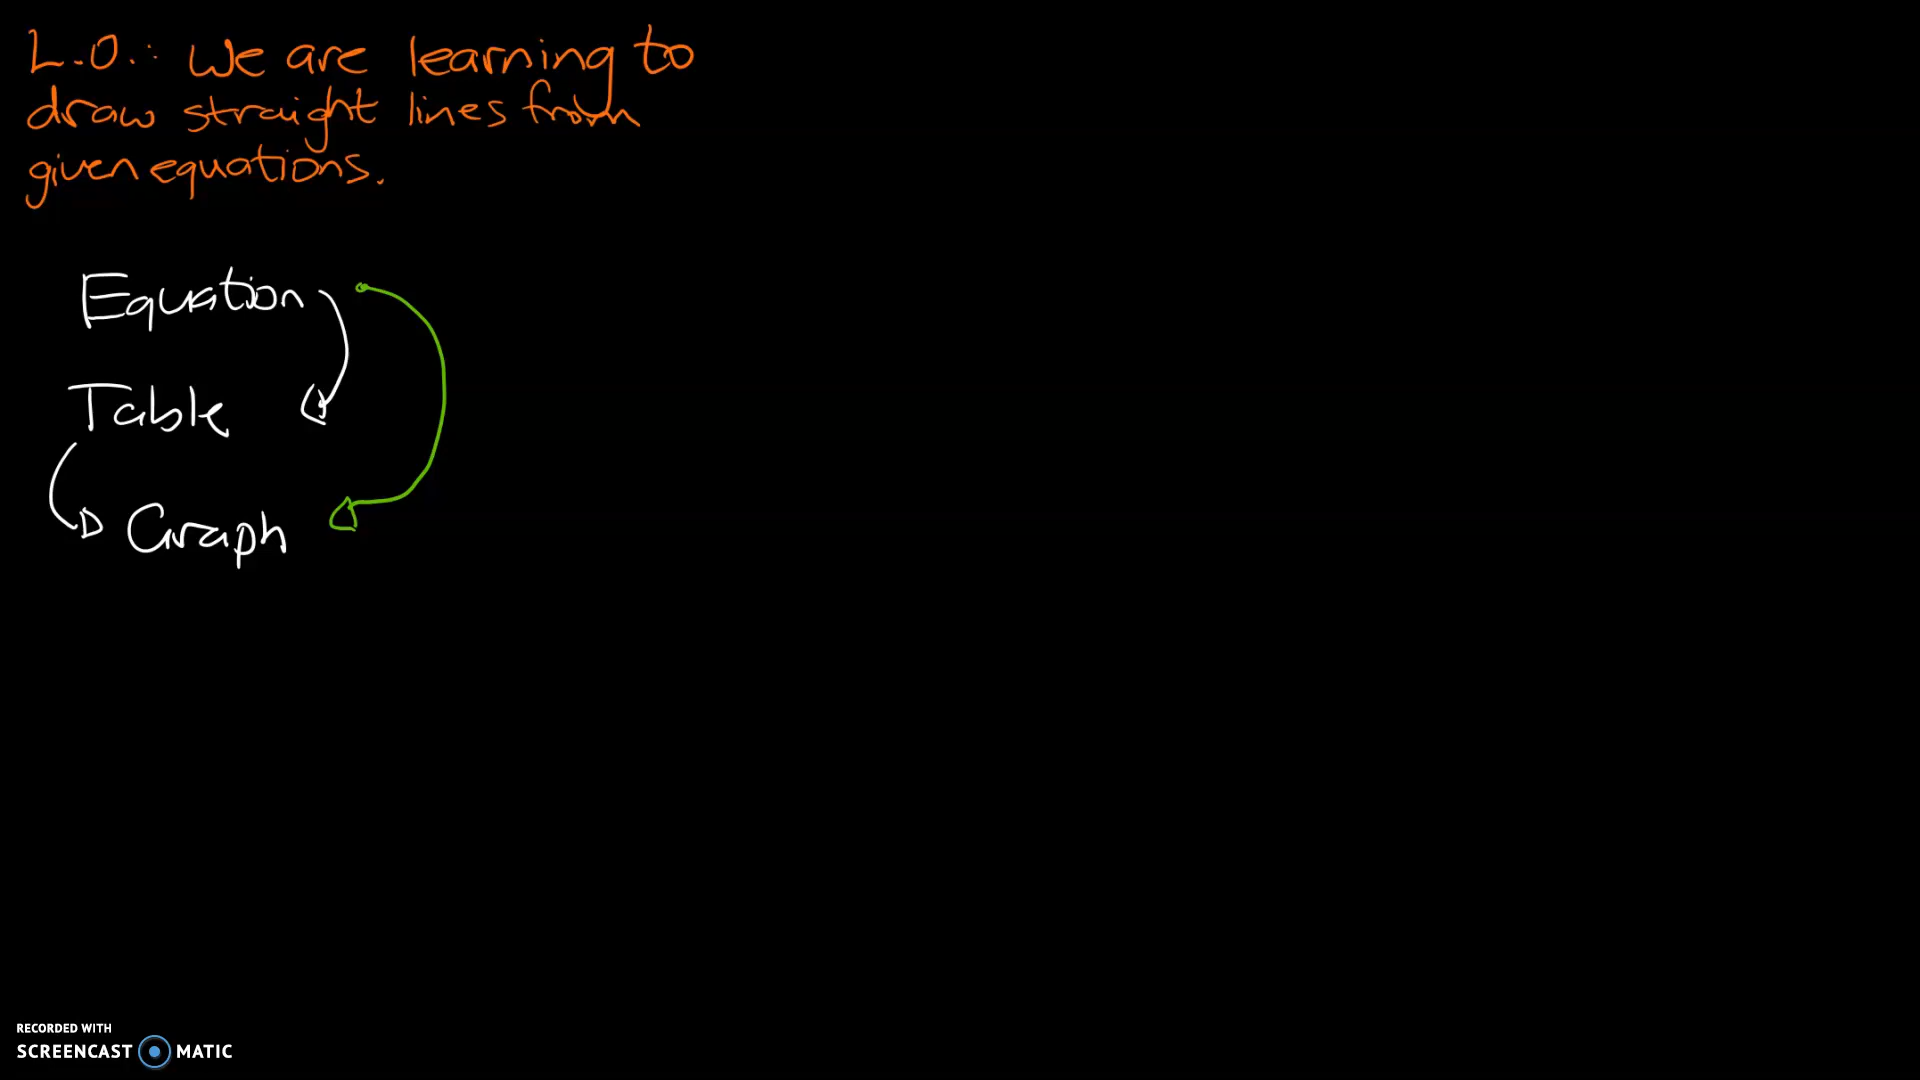 L.O.: We are learning to
draw straight lines from
given equations.
Equation
Table
Graph
RECORDED WITH
SCREENCAST MATIC